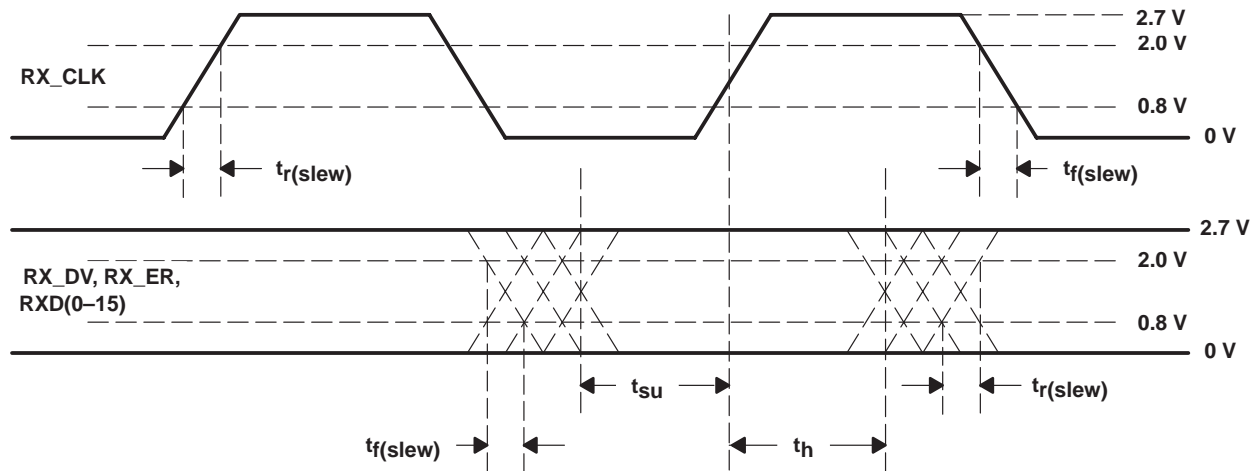 2.7 V
2.0 V
RX_CLK
0.8 V
0 V
tr(slew)
tf(slew)
2.7 V
RX_DV, RX_ER,
RXD(0–15)
2.0 V
0.8 V
0 V
tsu
tr(slew)
tf(slew)
th